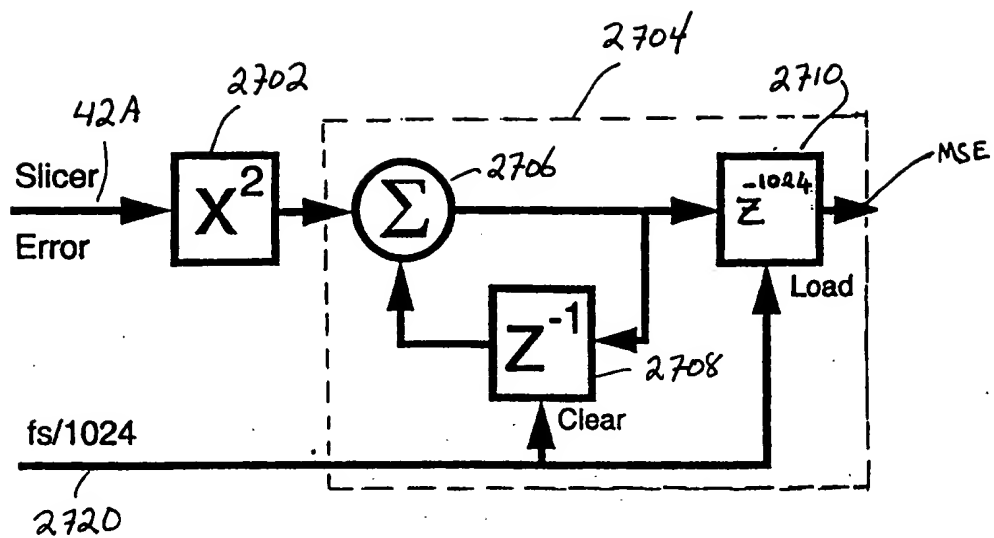 2704
2702
2710
42A
MSE
Slicer
2706
X²
Σ
z⁻¹⁰²⁴
Error
Load
Z⁻¹
2708
Clear
fs/1024
2720